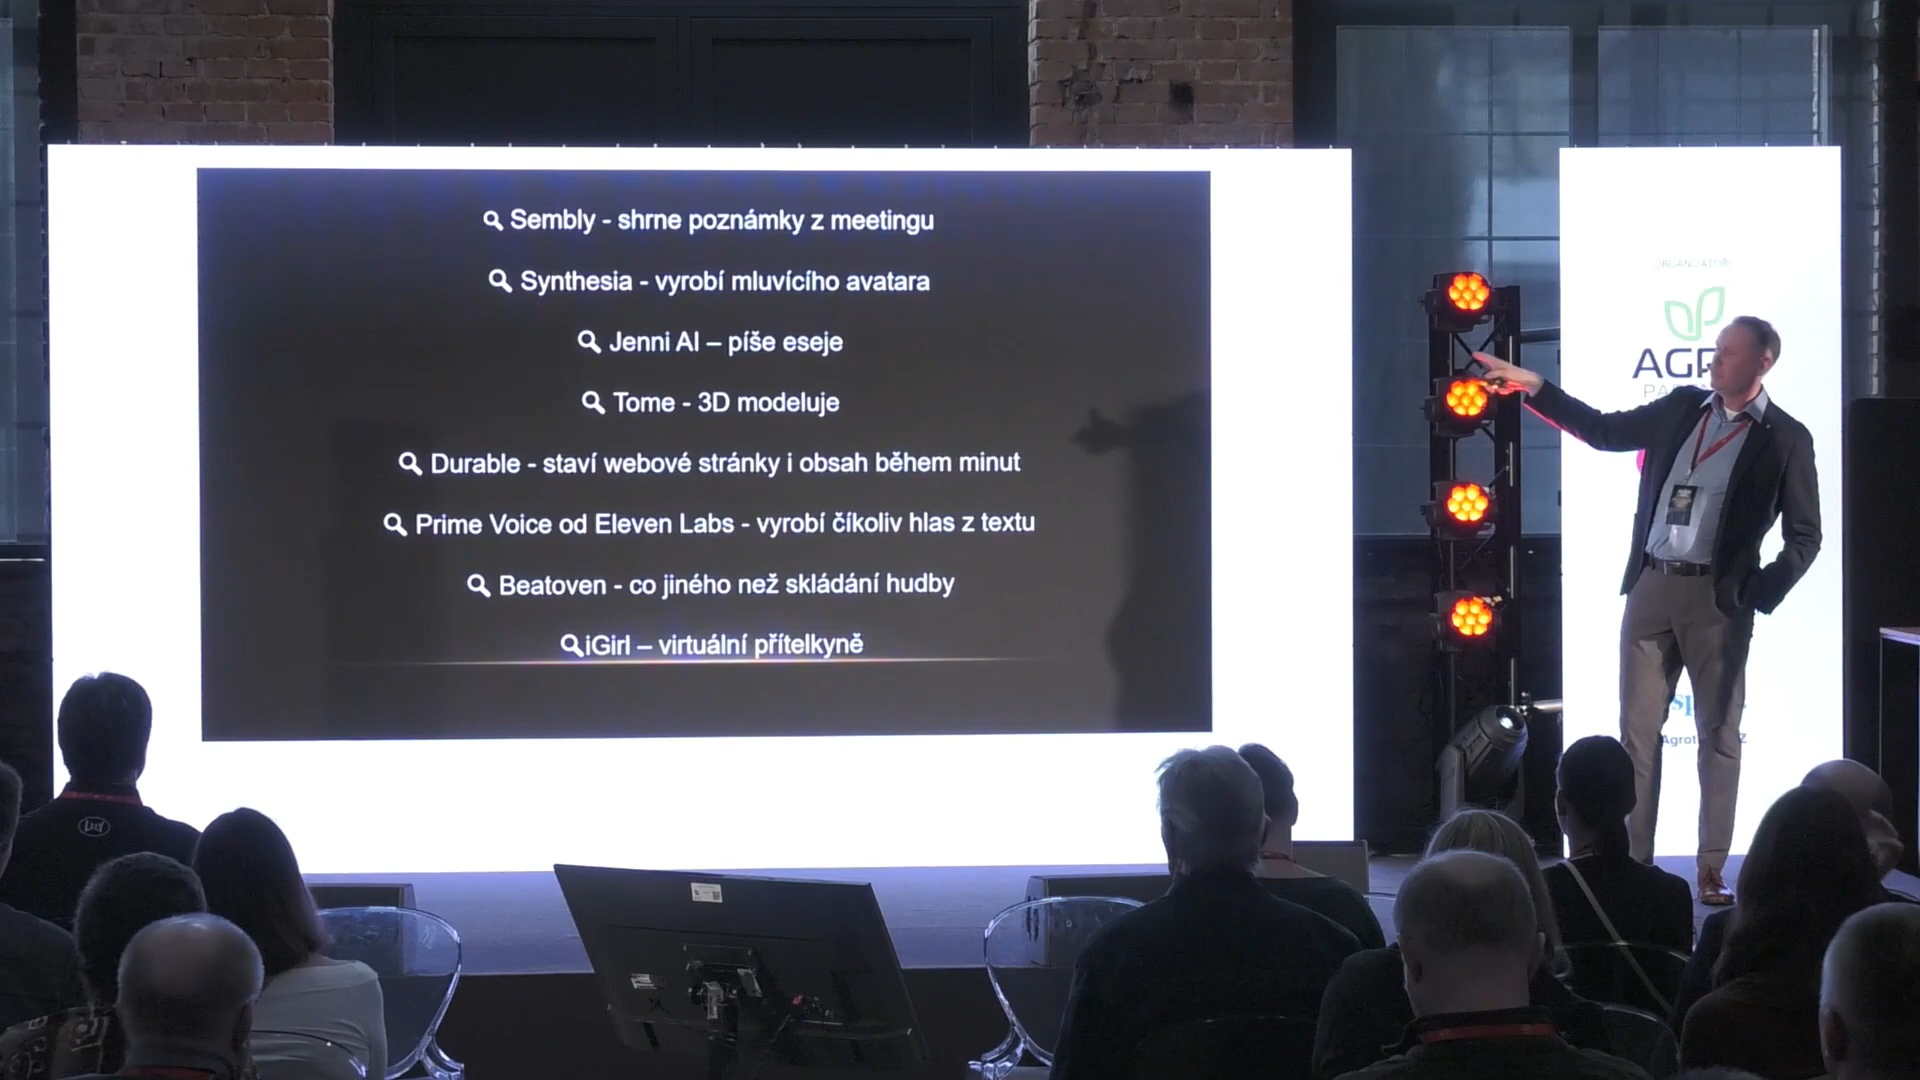 Sembly - shrne poznámky z meetingu
Synthesia - vyrobí mluvícího avatara
Jenni AI – píše eseje
Tome - 3D modeluje
Durable - staví webové stránky i obsah během minut
Prime Voice od Eleven Labs - vyrobí číkoliv hlas z textu
Beatoven - co jiného než skládání hudby
iGirl – virtuální přítelkyně
ORGANIZÁTOŘI